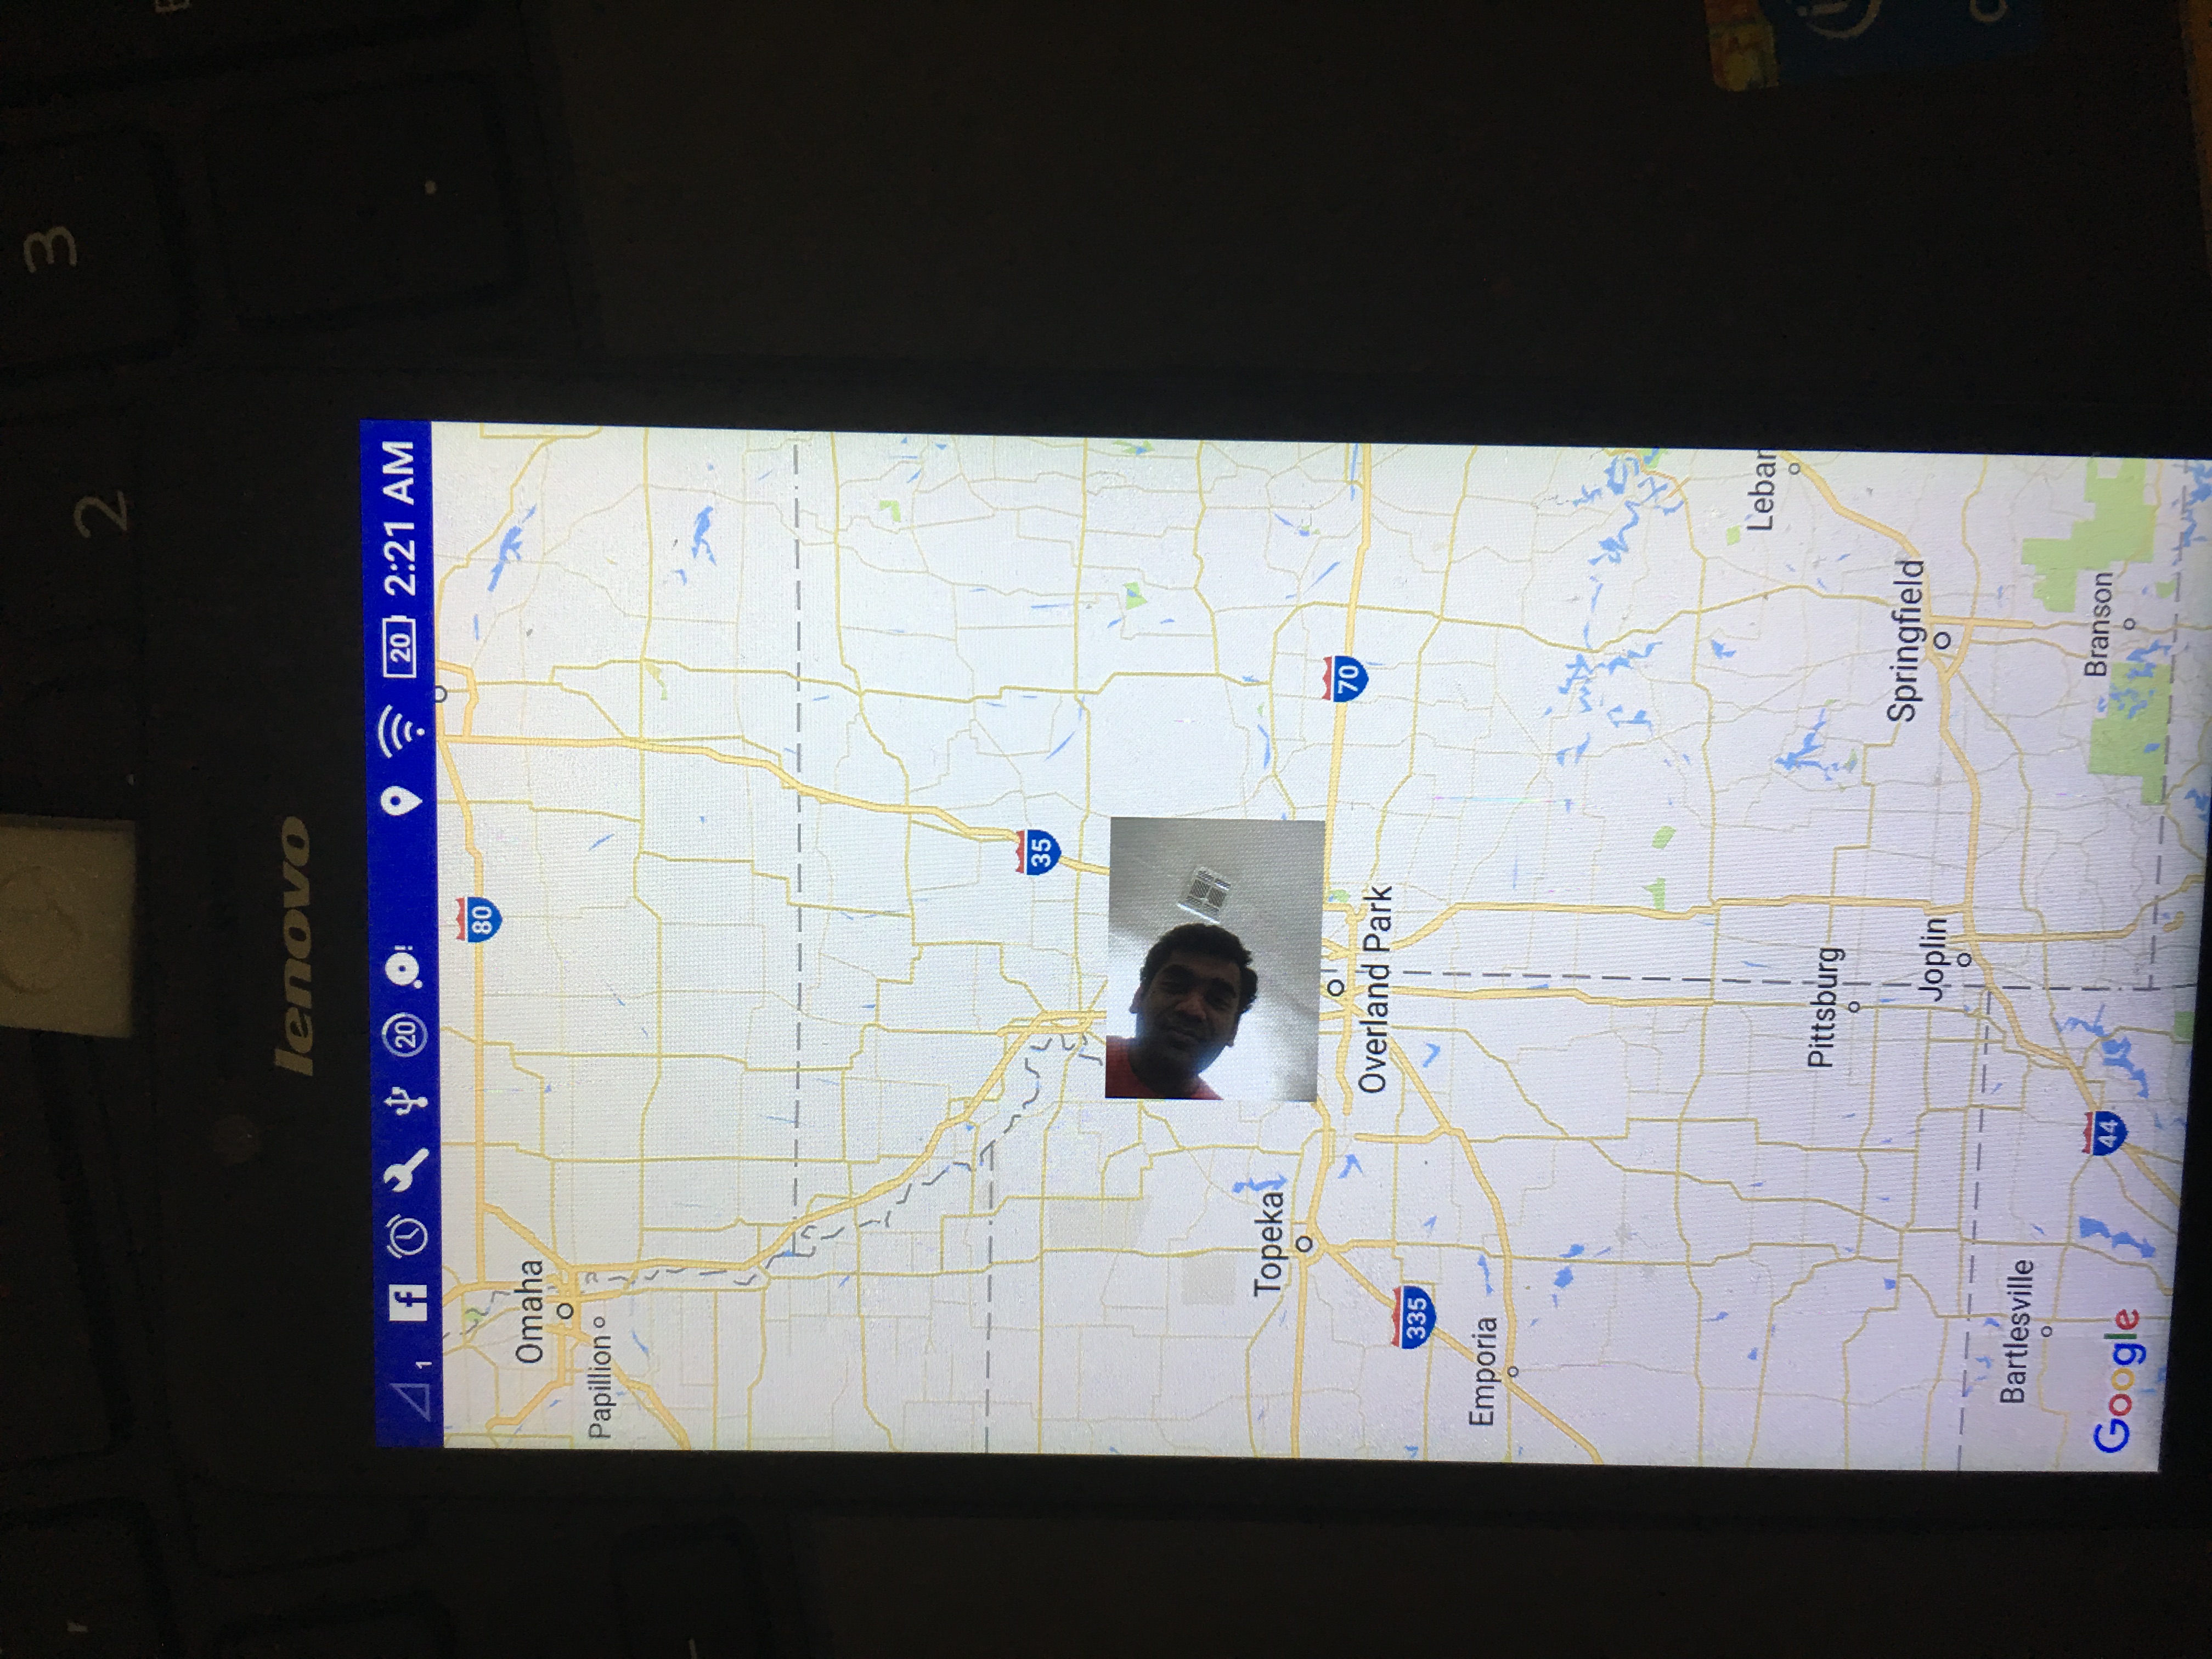 3
2
lenovo
1 f 20 ! 20 2:21 AM
80
Omaha
Papillion
35
Topeka
70
Overland Park
335
Emporia
Lebar
Pittsburg
Springfield
Joplin
Bartlesville
Branson
44
Google